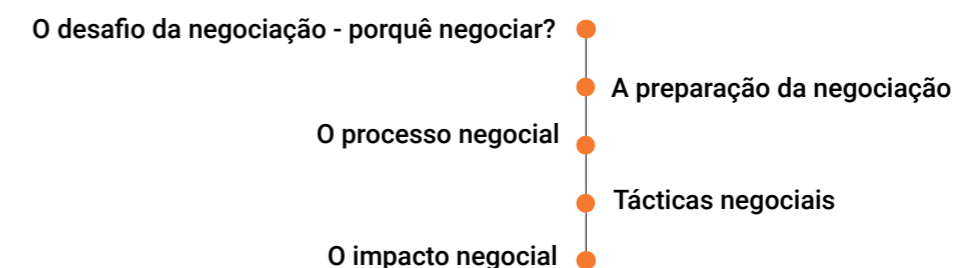 O desafio da negociação - porquê negociar?
A preparação da negociação
O processo negocial
Tácticas negociais
O impacto negocial